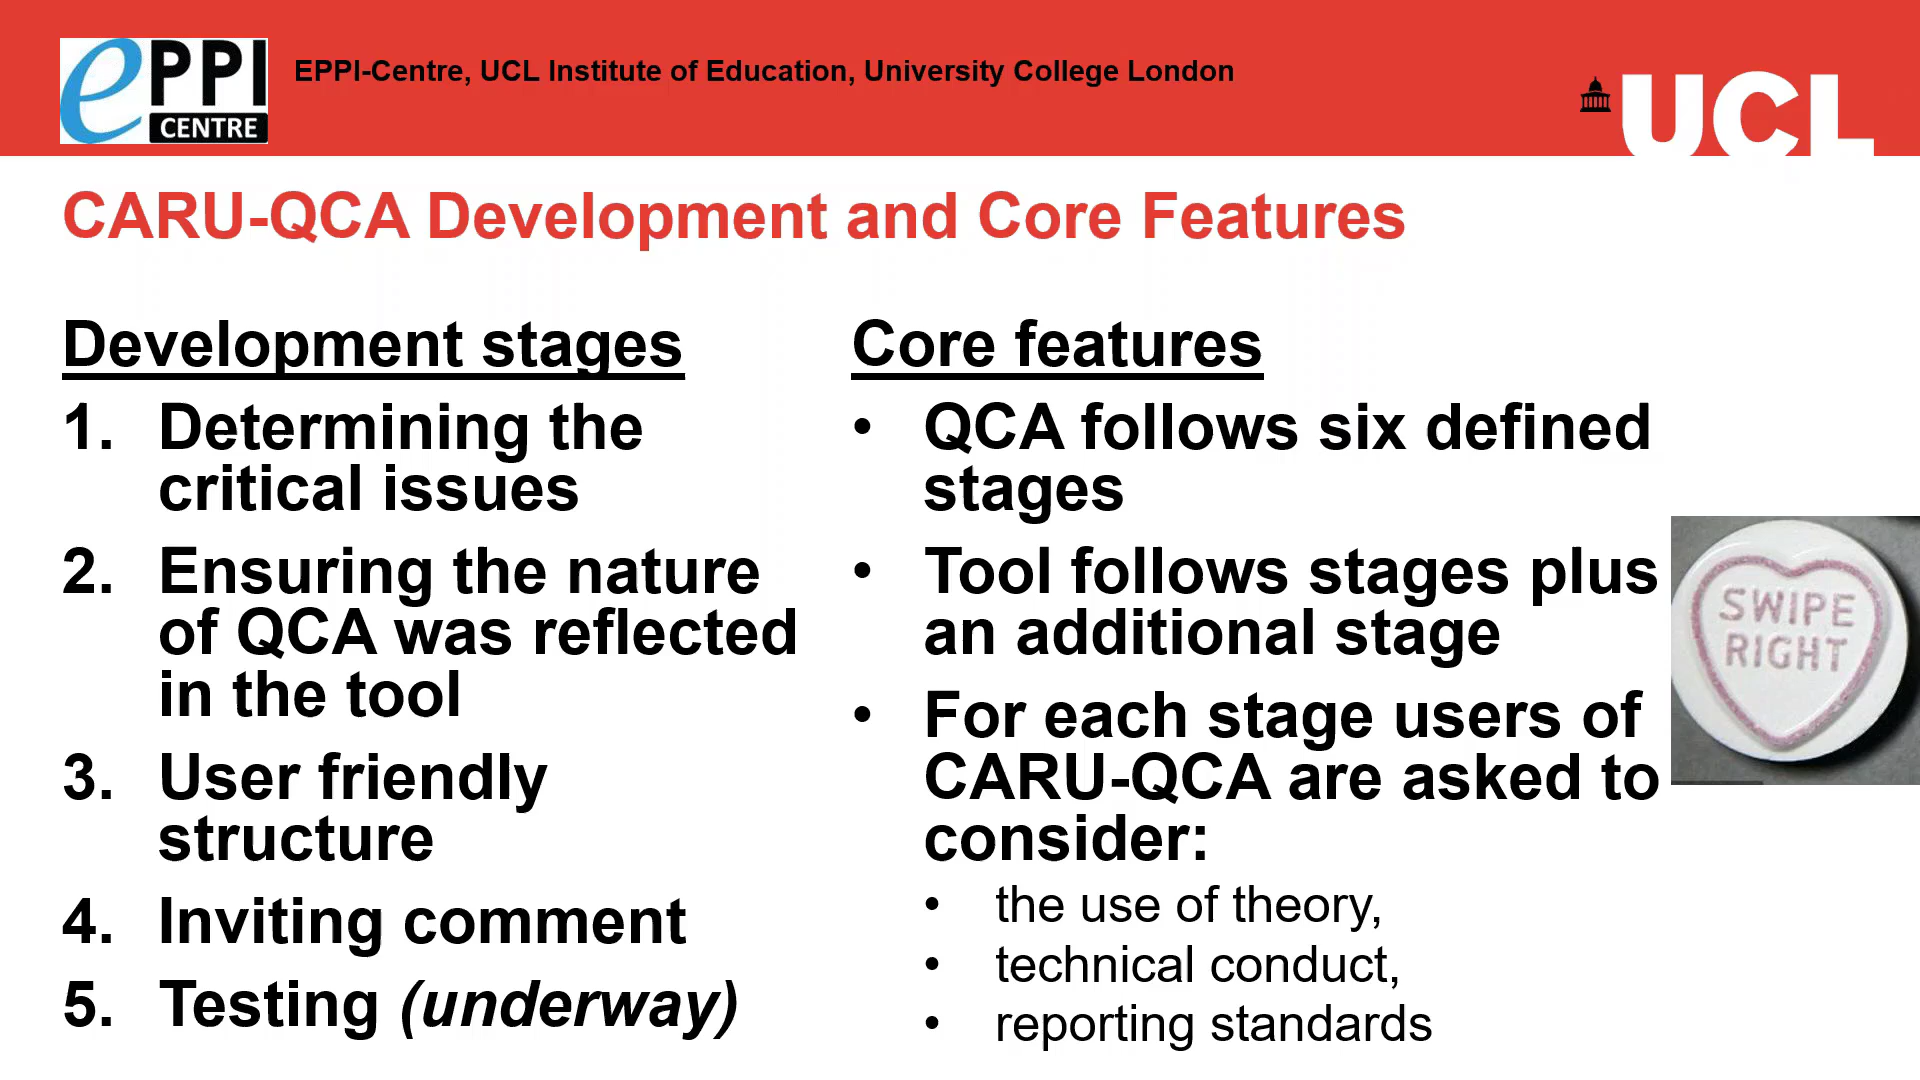 ePPI
CENTRE
EPPI-Centre, UCL Institute of Education, University College London
UCL
CARU-QCA Development and Core Features
Development stages
1. Determining the
critical issues
2. Ensuring the nature
of QCA was reflected
in the tool
3. User friendly
structure
4. Inviting comment
5. Testing (underway)
Core features
• QCA follows six defined
stages
• Tool follows stages plus
an additional stage
• For each stage users of
CARU-QCA are asked to
consider:
• the use of theory,
• technical conduct,
• reporting standards
SWIPE
RIGHT